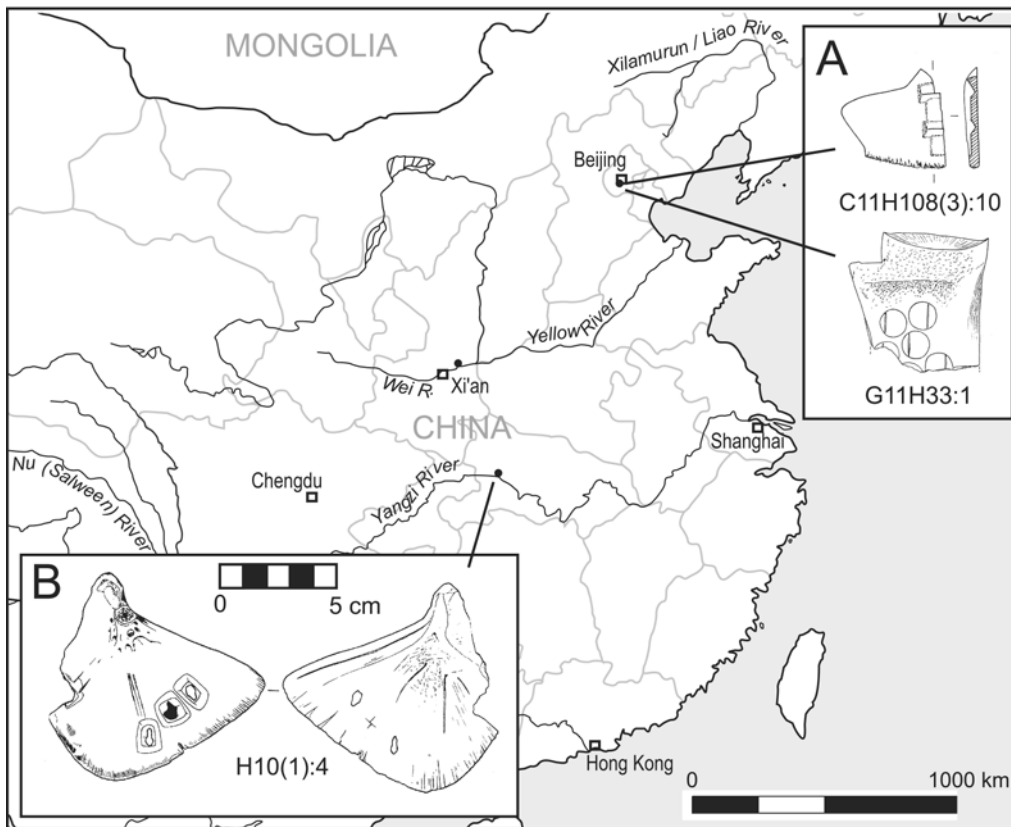 MONGOLIA
Xilamurun / Liao River
A
Beijing
C11H108(3):10
Yellow River
Wei R.
Xi'an
G11H33:1
CHINA
Shanghai
Nu (Salween) River
Chengdu
Yangzi River
B
0 5 cm
H10(1):4
Hong Kong
0 1000 km